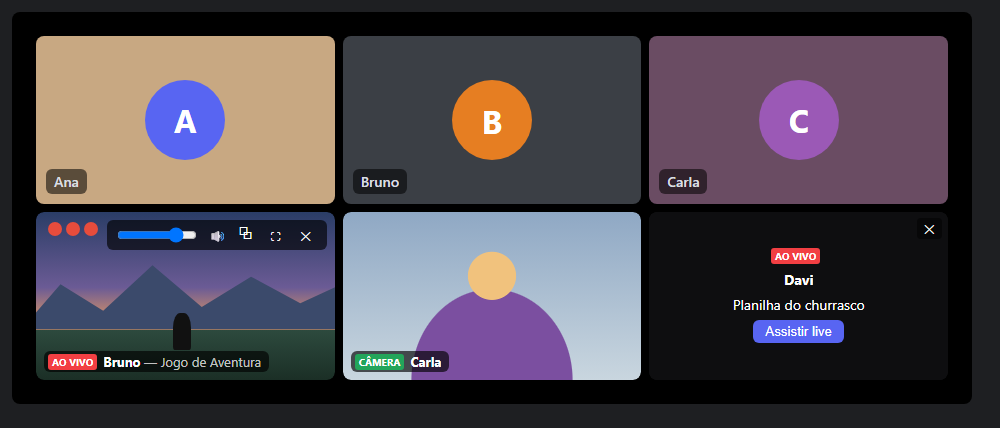 A
Ana
B
Bruno
C
Carla
AO VIVO Bruno — Jogo de Aventura
CÂMERA Carla
AO VIVO
Davi
Planilha do churrasco
Assistir live